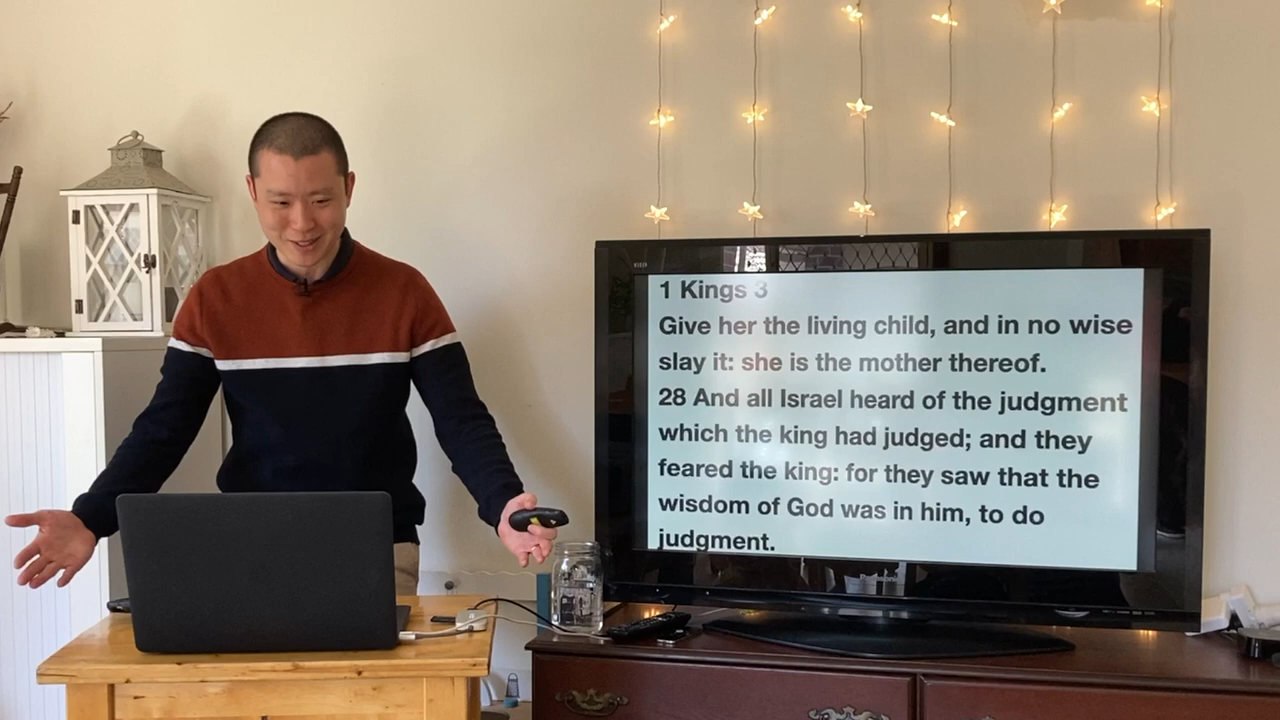 1 Kings 3
Give her the living child, and in no wise
slay it: she is the mother thereof.
28 And all Israel heard of the judgment
which the king had judged; and they
feared the king: for they saw that the
wisdom of God was in him, to do
judgment.